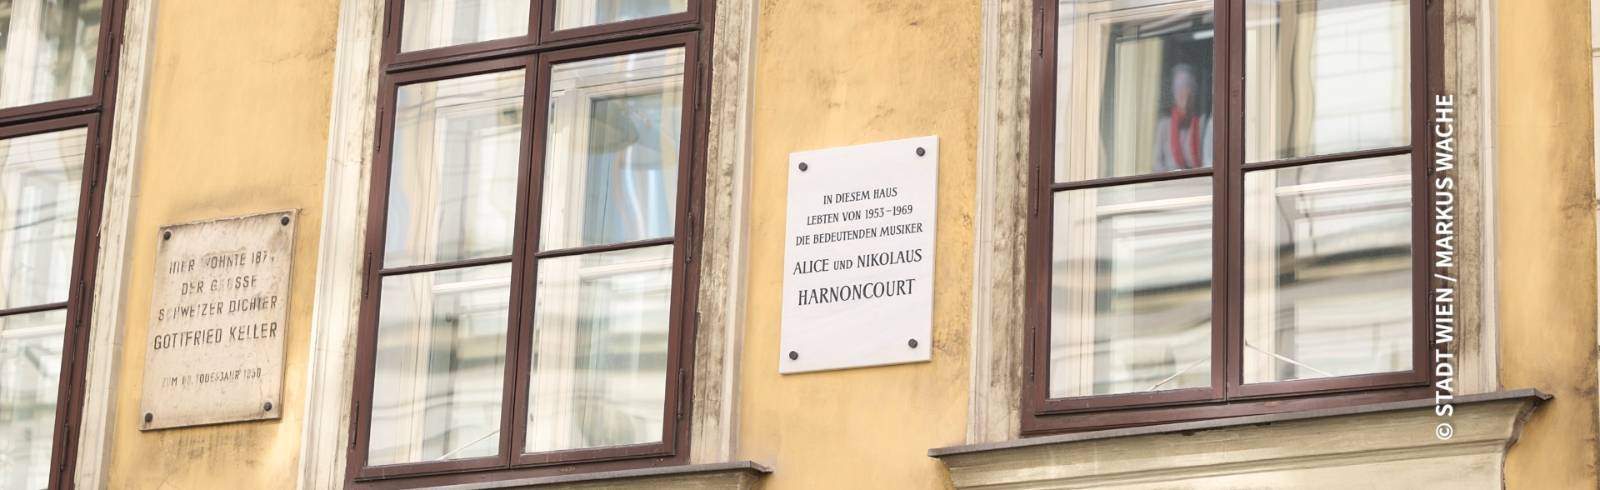 HIER WOHNTE 1874
DER GROSSE
SCHWEIZER DICHTER
GOTTFRIED KELLER
ZUM TODESJAHR
IN DIESEM HAUS
LEBTEN VON 1953–1969
DIE BEDEUTENDEN MUSIKER
ALICE UND NIKOLAUS
HARNONCOURT
© STADT WIEN / MARKUS WACHE